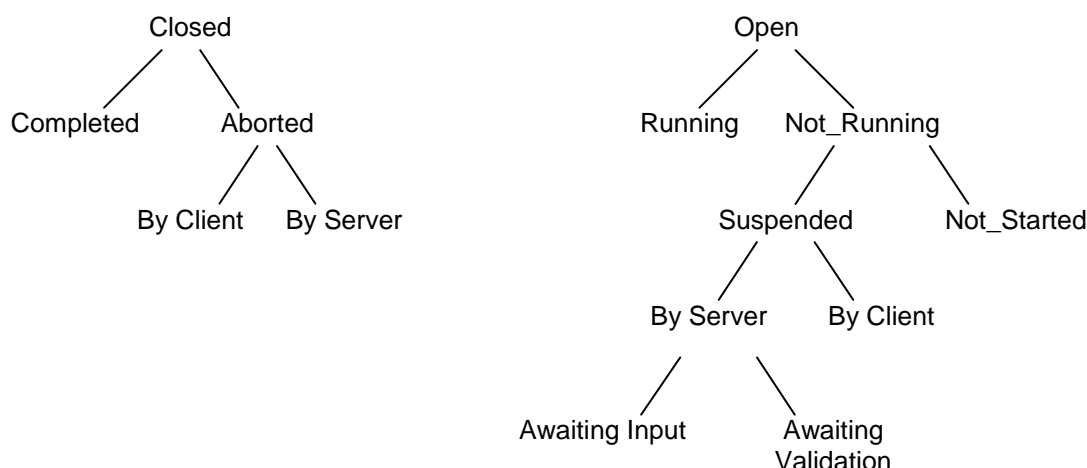 Closed
Open
Completed
Aborted
Running
Not_Running
By Client
By Server
Suspended
Not_Started
By Server
By Client
Awaiting Input
Awaiting
Validation